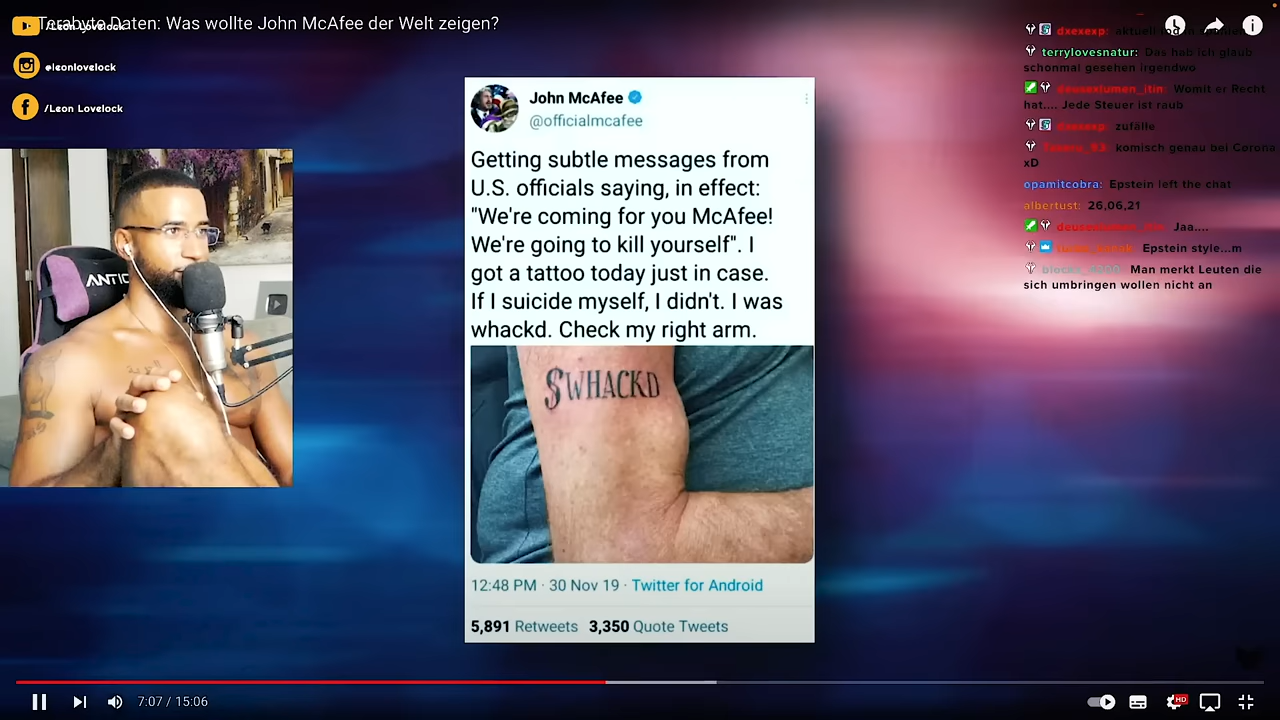 Terabyte Daten: Was wollte John McAfee der Welt zeigen?
/Leon Lovelock
@leonlovelock
/Leon Lovelock
ANTIC
John McAfee
@officialmcafee
Getting subtle messages from
U.S. officials saying, in effect:
"We're coming for you McAfee!
We're going to kill yourself". I
got a tattoo today just in case.
If I suicide myself, I didn't. I was
whackd. Check my right arm.
$WHACKD
12:48 PM · 30 Nov 19 · Twitter for Android
5,891 Retweets 3,350 Quote Tweets
dxexexp: aktuell
terrylovesnatur: Das hab ich glaub
schonmal gesehen irgendwo
deusexlumen_itin: Womit er Recht
hat.... Jede Steuer ist raub
dxexexp: zufälle
komisch genau bei Corona
xD
opamitcobra: Epstein left the chat
albertust: 26,06,21
deusexlumen_itin: Jaa....
Epstein style...m
Man merkt Leuten die
sich umbringen wollen nicht an
7:07 / 15:06
HD